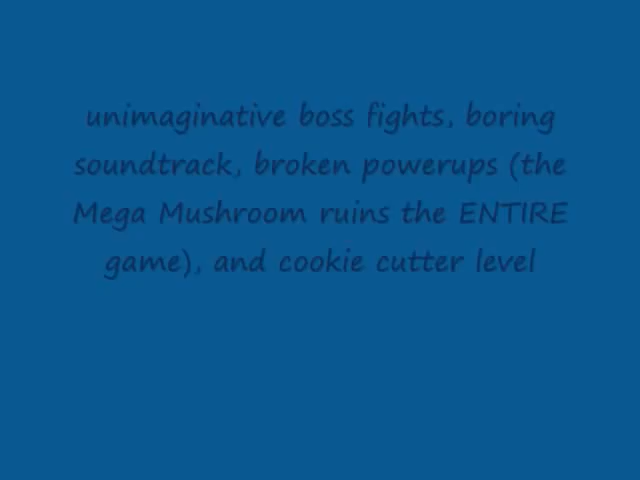 unimaginative boss fights, boring
soundtrack, broken powerups (the
Mega Mushroom ruins the ENTIRE
game), and cookie cutter level